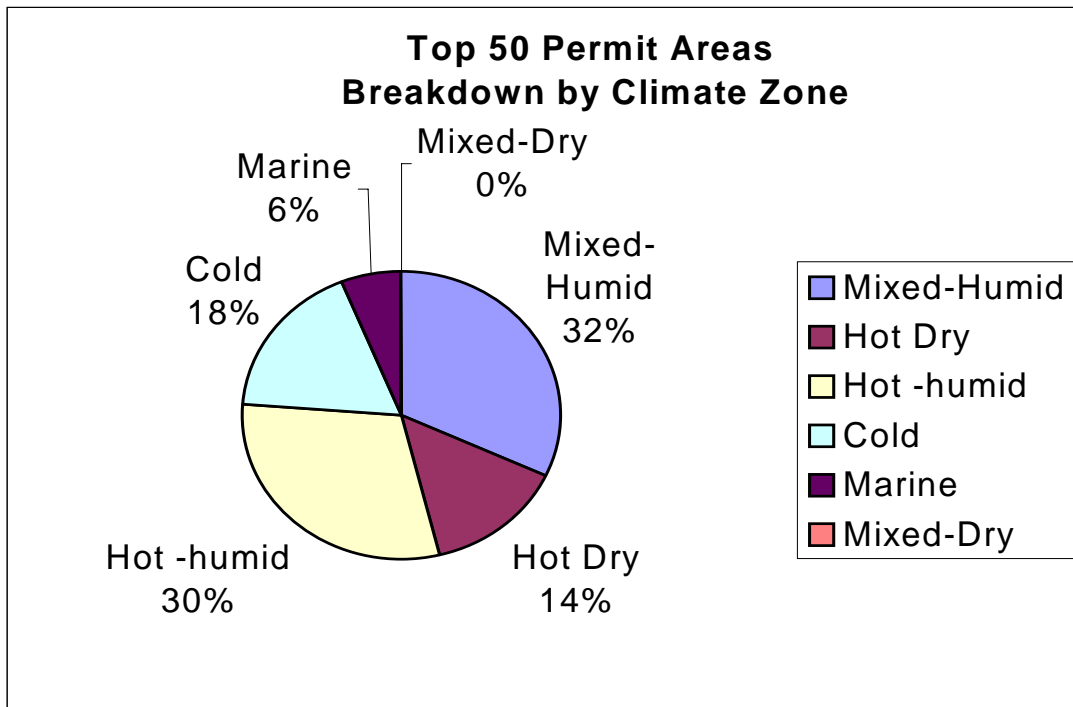 Top 50 Permit Areas
Breakdown by Climate Zone
Mixed-Dry
0%
Marine
6%
Mixed-
Humid
32%
Cold
18%
Hot -humid
30%
Hot Dry
14%
Mixed-Humid
Hot Dry
Hot -humid
Cold
Marine
Mixed-Dry